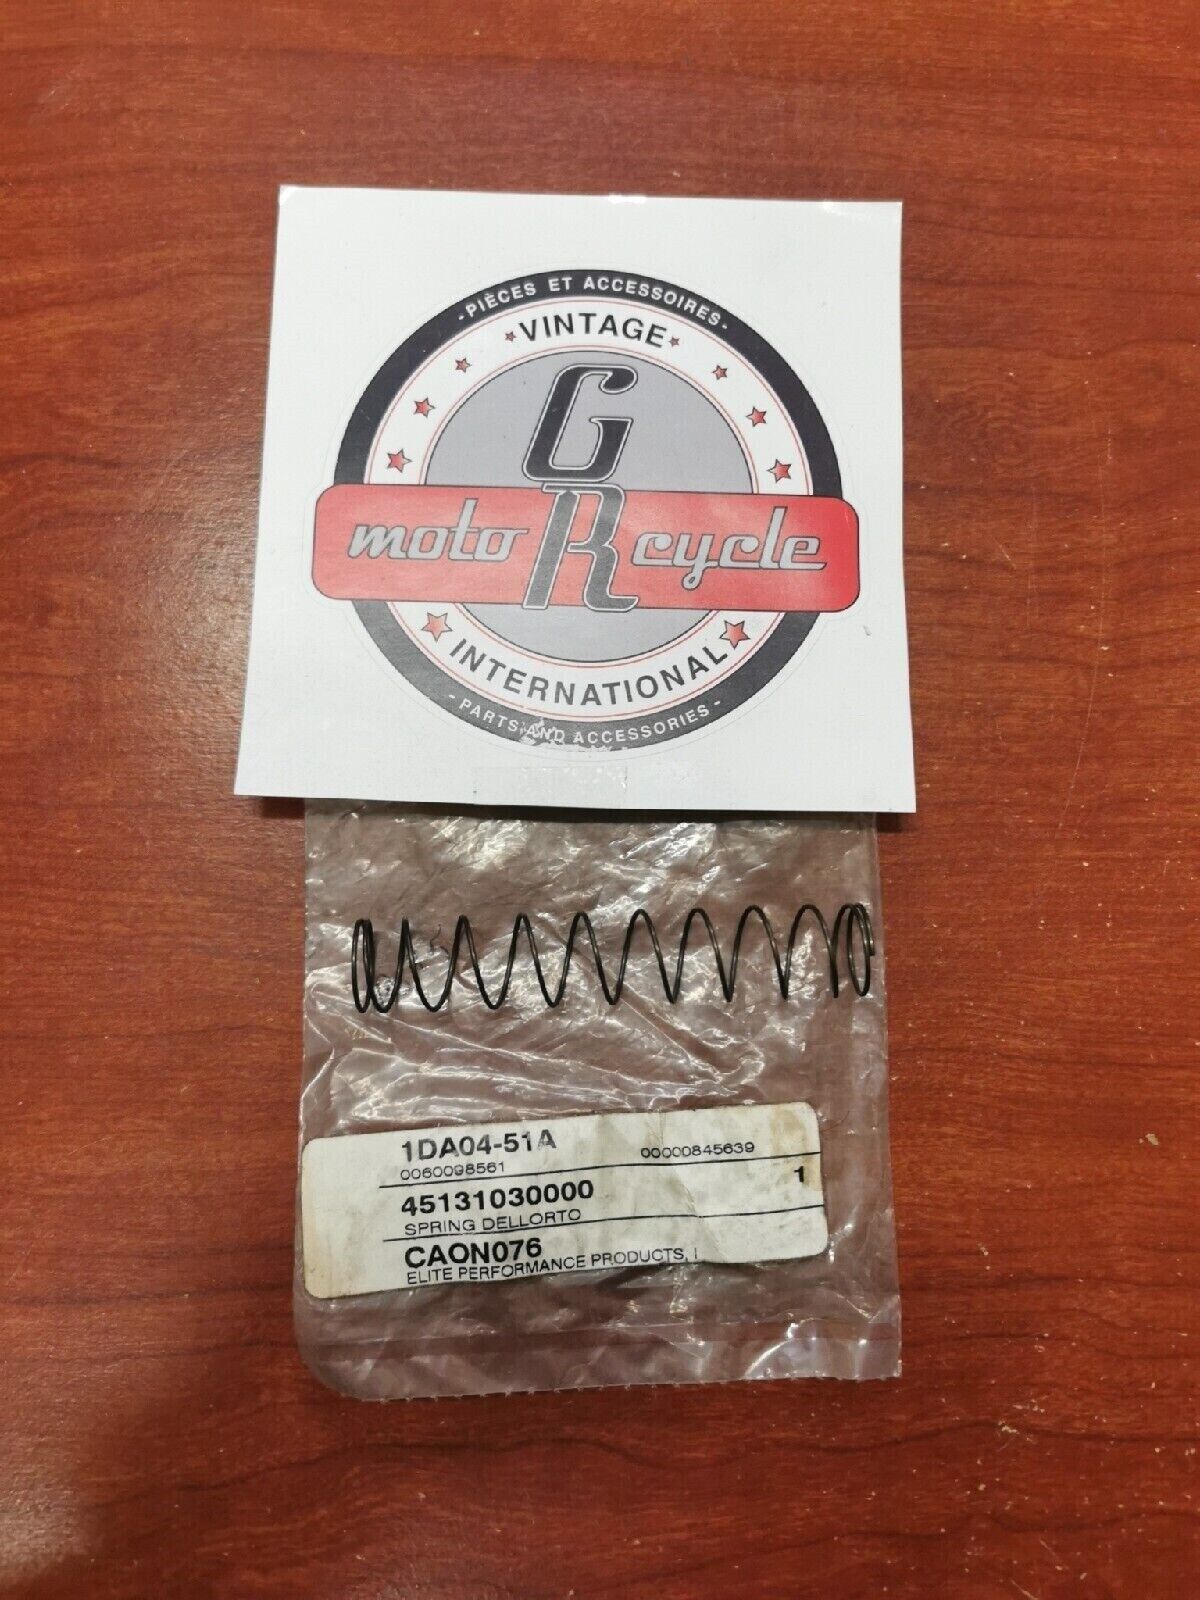 -PIÈCES ET ACCESSOIRES-
VINTAGE
GR
moto cycle
INTERNATIONAL
-PARTS AND ACCESSORIES-
1DA04-51A
0060098561 00000845639
45131030000 1
SPRING DELLORTO
CAON076
ELITE PERFORMANCE PRODUCTS, I